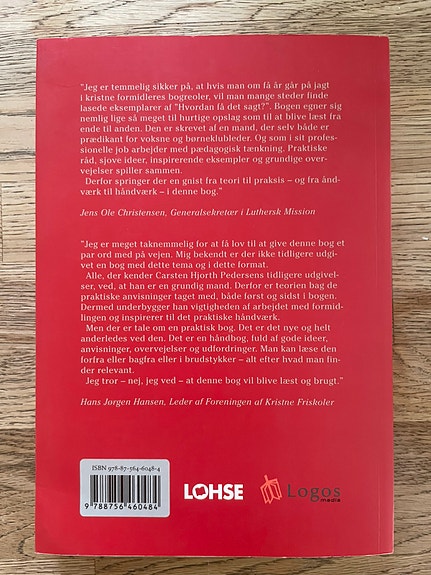 "Jeg er temmelig sikker på, at hvis man om få år går på jagt
i kristne formidleres bogreoler, vil man mange steder finde
lasede eksemplarer af "Hvordan få det sagt?". Bogen egner sig
nemlig lige så meget til hurtige opslag som til at blive læst fra
ende til anden. Den er skrevet af en mand, der selv både er
prædikant for voksne og børneklubleder. Og som i sit profes-
sionelle job arbejder med pædagogisk tænkning. Praktiske
råd, sjove ideer, inspirerende eksempler og grundige over-
vejelser spiller sammen.
Derfor springer der en gnist fra teori til praksis – og fra ånd-
værk til håndværk – i denne bog."
Jens Ole Christensen, Generalsekretær i Luthersk Mission
"Jeg er meget taknemmelig for at få lov til at give denne bog et
par ord med på vejen. Mig bekendt er der ikke tidligere udgi-
vet en bog med dette tema og i dette format.
Alle, der kender Carsten Hjorth Pedersens tidligere udgivel-
ser, ved, at han er en grundig mand. Derfor er teorien bag de
praktiske anvisninger taget med, både først og sidst i bogen.
Dermed underbygger han vigtigheden af arbejdet med formid-
lingen og inspirerer til det praktiske håndværk.
Men der er tale om en praktisk bog. Det er det nye og helt
anderledes ved den. Det er en håndbog, fuld af gode ideer,
anvisninger, overvejelser og udfordringer. Man kan læse den
forfra eller bagfra eller i brudstykker – alt efter hvad man fin-
der relevant.
Jeg tror – nej, jeg ved – at denne bog vil blive læst og brugt."
Hans Jørgen Hansen, Leder af Foreningen af Kristne Friskoler
ISBN 978-87-564-6048-4
9 788756 460484
LOHSE
Logos
media